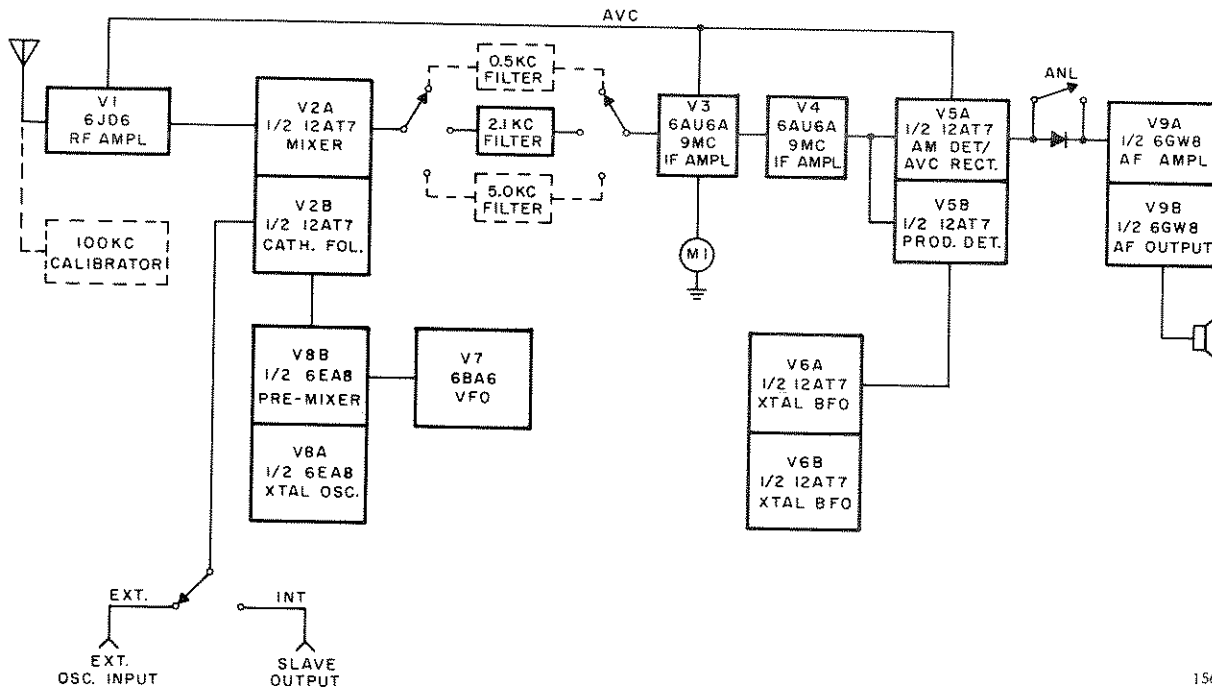 AVC
V1
6JD6
RF AMPL
100KC
CALIBRATOR
V2A
1/2 12AT7
MIXER
V2B
1/2 12AT7
CATH. FOL.
0.5KC
FILTER
2.1 KC
FILTER
5.0KC
FILTER
V3
6AU6A
9MC
IF AMPL
V4
6AU6A
9MC
IF AMPL
M1
V5A
1/2 12AT7
AM DET/
AVC RECT.
V5B
1/2 12AT7
PROD. DET.
ANL
V9A
1/2 6GW8
AF AMPL
V9B
1/2 6GW8
AF OUTPUT
V8B
1/2 6EA8
PRE-MIXER
V8A
1/2 6EA8
XTAL OSC.
V7
6BA6
VFO
V6A
1/2 12AT7
XTAL BFO
V6B
1/2 12AT7
XTAL BFO
EXT.
INT
EXT.
OSC. INPUT
SLAVE
OUTPUT